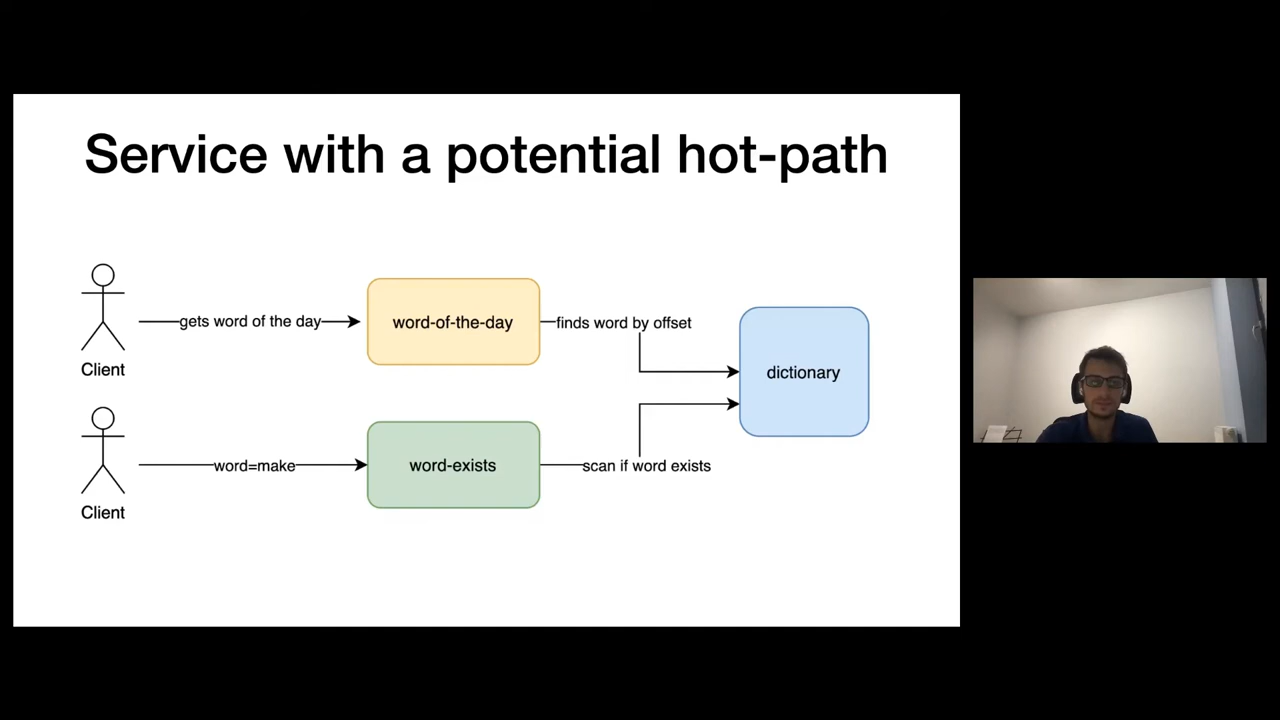 Service with a potential hot-path
gets word of the day
word-of-the-day
finds word by offset
Client
dictionary
word=make
word-exists
scan if word exists
Client